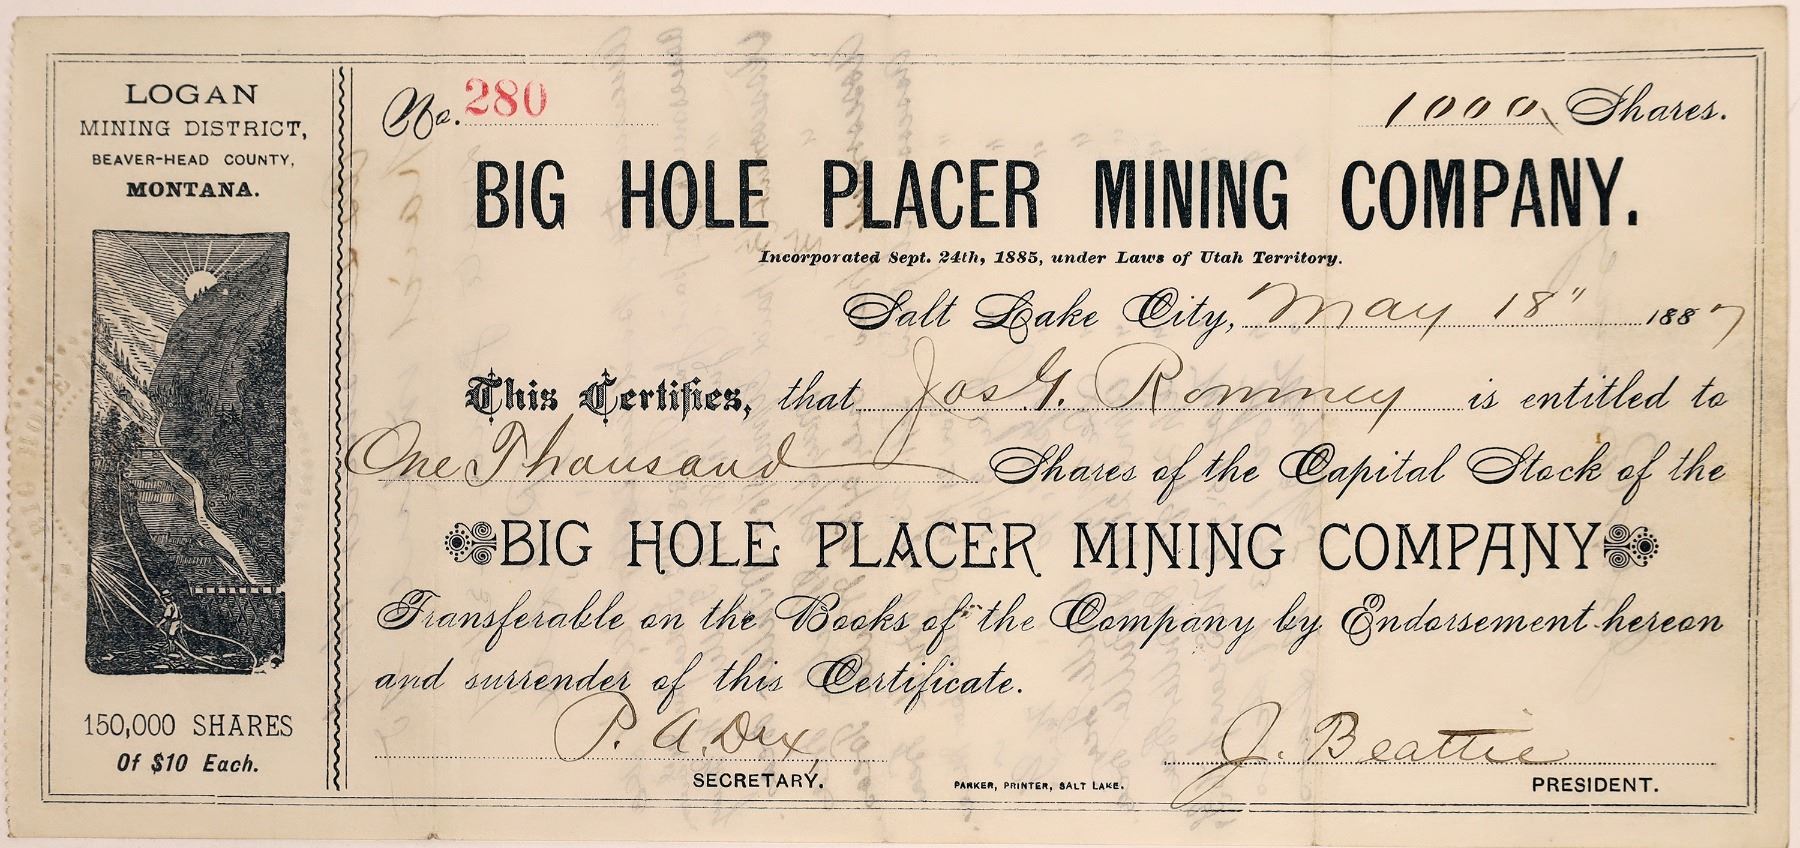 LOGAN
MINING DISTRICT,
BEAVER-HEAD COUNTY,
MONTANA.
150,000 SHARES
Of $10 Each.
No. 280
1000 Shares.
BIG HOLE PLACER MINING COMPANY.
Incorporated Sept. 24th, 1885, under Laws of Utah Territory.
Salt Lake City, May 18" 1887
This Certifies, that Jos G. Romney is entitled to
One Thousand Shares of the Capital Stock of the
BIG HOLE PLACER MINING COMPANY
Transferable on the Books of the Company by Endorsement hereon
and surrender of this Certificate.
P. A. Dix,
SECRETARY.
PARKER, PRINTER, SALT LAKE.
J. Beattie
PRESIDENT.
BIG HOLE